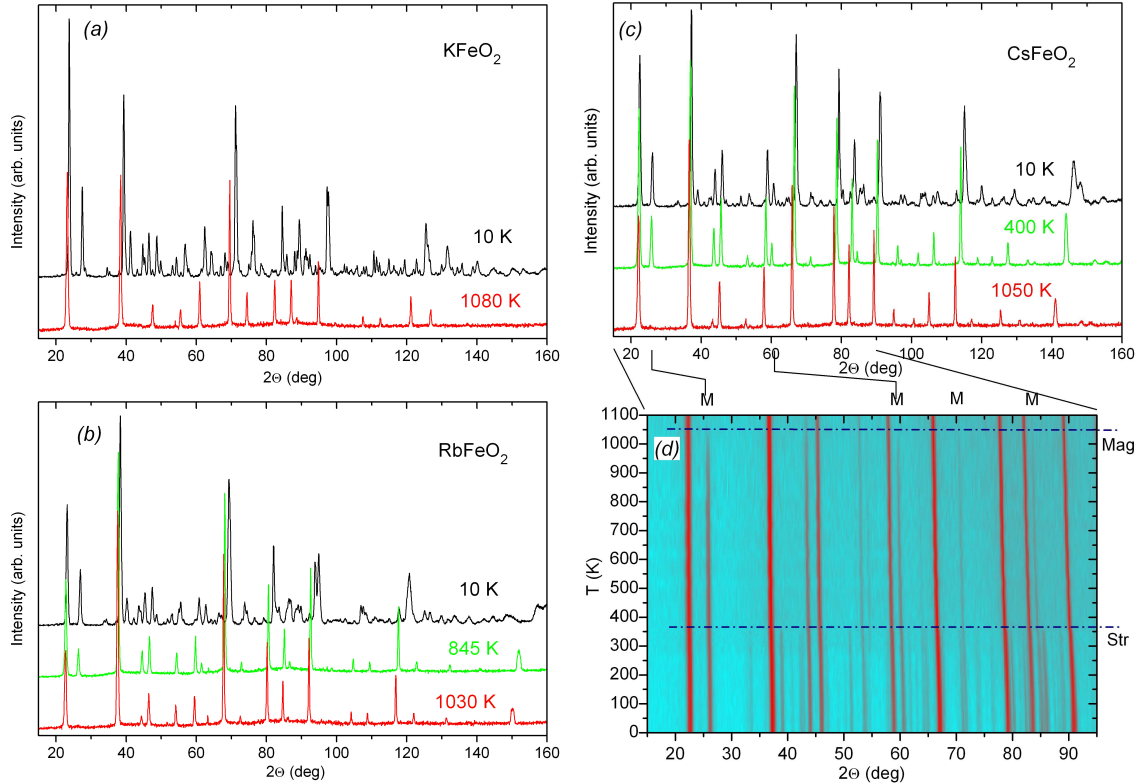 (a)
KFeO2
10 K
1080 K
Intensity (arb. units)
20 40 60 80 100 120 140 160
2Θ (deg)
(c)
CsFeO2
10 K
400 K
1050 K
Intensity (arb. units)
20 40 60 80 100 120 140 160
2Θ (deg)
(b)
RbFeO2
10 K
845 K
1030 K
Intensity (arb. units)
20 40 60 80 100 120 140 160
2Θ (deg)
M M M M
(d)
Mag
Str
1100
1000
900
800
700
600
500
400
300
200
100
0
T (K)
20 30 40 50 60 70 80 90
2Θ (deg)